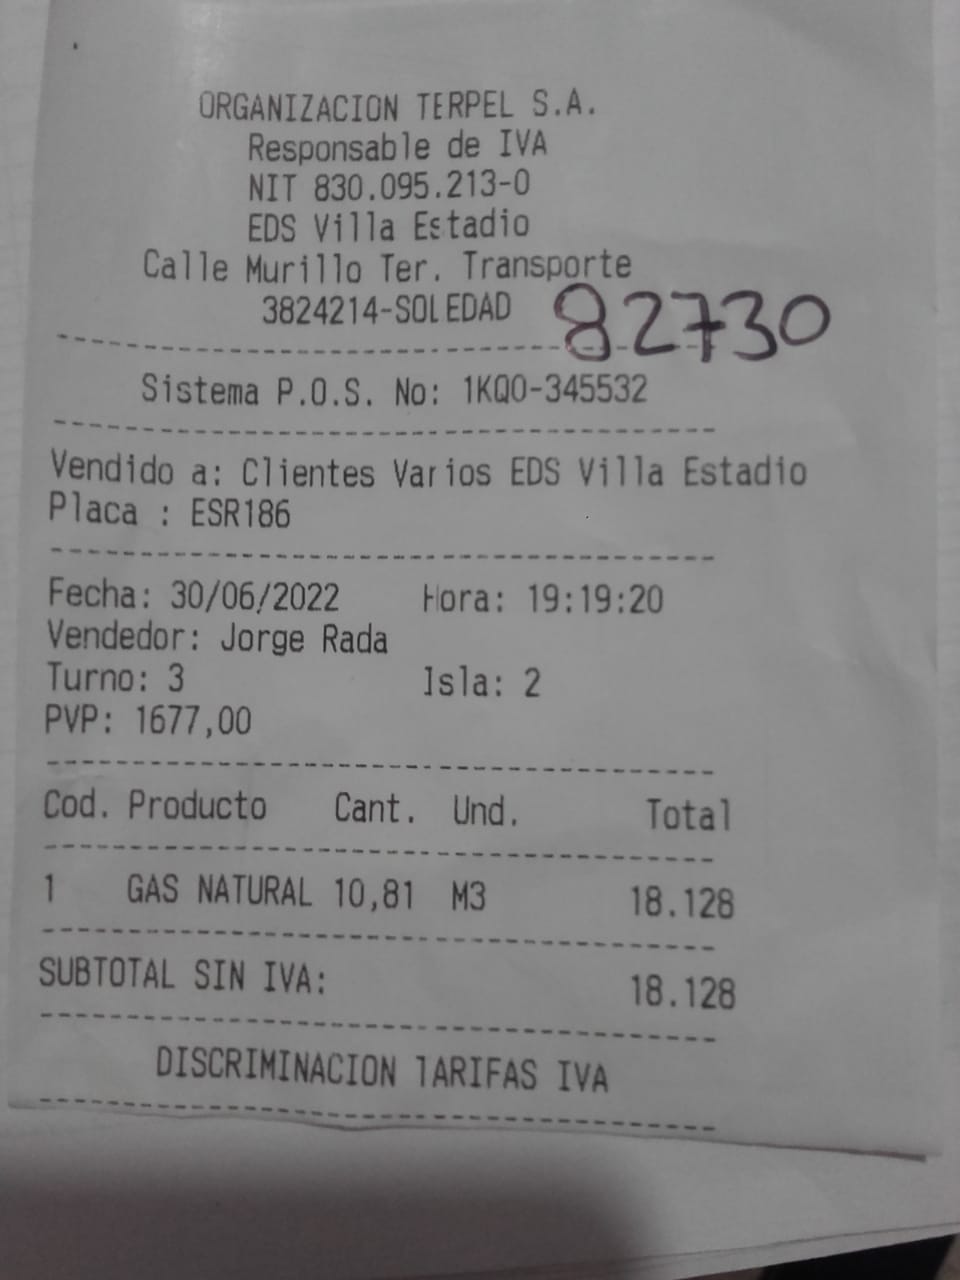 ORGANIZACION TERPEL S.A.
Responsable de IVA
NIT 830.095.213-0
EDS Villa Estadio
Calle Murillo Ter. Transporte
3824214-SOLEDAD 82730
Sistema P.O.S. No: 1KQ0-345532
Vendido a: Clientes Varios EDS Villa Estadio
Placa : ESR186
Fecha: 30/06/2022 Hora: 19:19:20
Vendedor: Jorge Rada
Turno: 3 Isla: 2
PVP: 1677,00
Cod. Producto Cant. Und. Total
1 GAS NATURAL 10,81 M3 18.128
SUBTOTAL SIN IVA: 18.128
DISCRIMINACION TARIFAS IVA